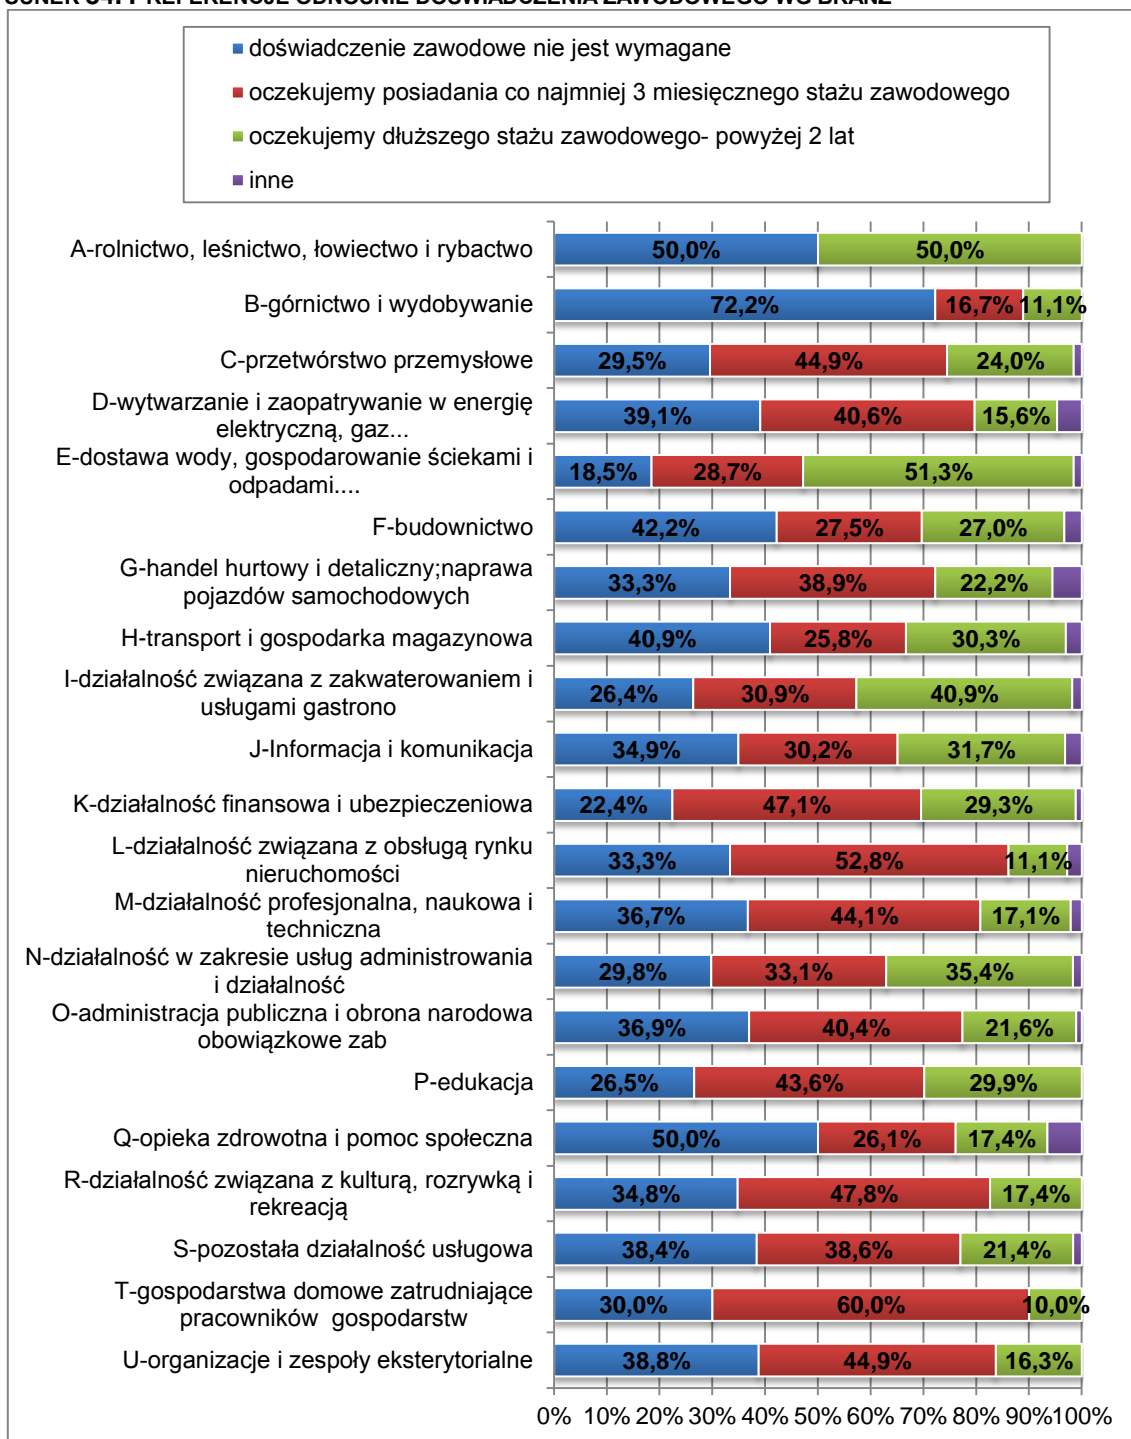 doświadczenie zawodowe nie jest wymagane
oczekujemy posiadania co najmniej 3 miesięcznego stażu zawodowego
oczekujemy dłuższego stażu zawodowego- powyżej 2 lat
inne
A-rolnictwo, leśnictwo, łowiectwo i rybactwo
50,0% 50,0%
B-górnictwo i wydobywanie
72,2% 16,7% 11,1%
C-przetwórstwo przemysłowe
29,5% 44,9% 24,0%
D-wytwarzanie i zaopatrywanie w energię
elektryczną, gaz...
39,1% 40,6% 15,6%
E-dostawa wody, gospodarowanie ściekami i
odpadami....
18,5% 28,7% 51,3%
F-budownictwo
42,2% 27,5% 27,0%
G-handel hurtowy i detaliczny;naprawa
pojazdów samochodowych
33,3% 38,9% 22,2%
H-transport i gospodarka magazynowa
40,9% 25,8% 30,3%
I-działalność związana z zakwaterowaniem i
usługami gastrono
26,4% 30,9% 40,9%
J-Informacja i komunikacja
34,9% 30,2% 31,7%
K-działalność finansowa i ubezpieczeniowa
22,4% 47,1% 29,3%
L-działalność związana z obsługą rynku
nieruchomości
33,3% 52,8% 11,1%
M-działalność profesjonalna, naukowa i
techniczna
36,7% 44,1% 17,1%
N-działalność w zakresie usług administrowania
i działalność
29,8% 33,1% 35,4%
O-administracja publiczna i obrona narodowa
obowiązkowe zab
36,9% 40,4% 21,6%
P-edukacja
26,5% 43,6% 29,9%
Q-opieka zdrowotna i pomoc społeczna
50,0% 26,1% 17,4%
R-działalność związana z kulturą, rozrywką i
rekreacją
34,8% 47,8% 17,4%
S-pozostała działalność usługowa
38,4% 38,6% 21,4%
T-gospodarstwa domowe zatrudniające
pracowników gospodarstw
30,0% 60,0% 10,0%
U-organizacje i zespoły eksterytorialne
38,8% 44,9% 16,3%
0% 10% 20% 30% 40% 50% 60% 70% 80% 90% 100%